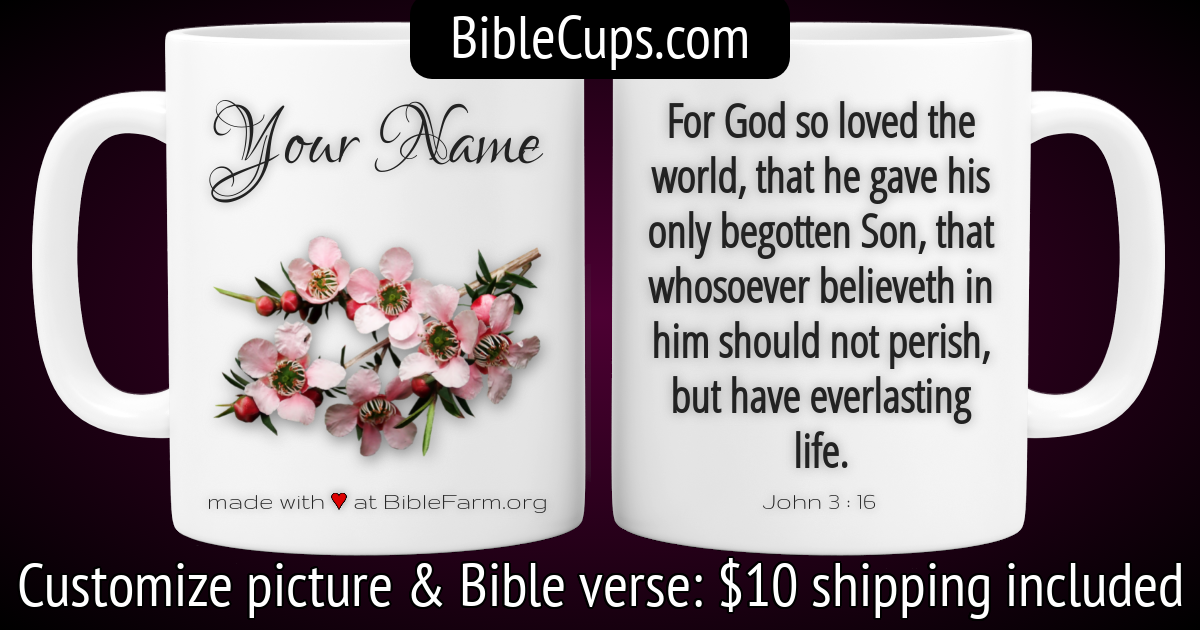 BibleCups.com
Your Name
made with ♥ at BibleFarm.org
For God so loved the
world, that he gave his
only begotten Son, that
whosoever believeth in
him should not perish,
but have everlasting
life.
John 3 : 16
Customize picture & Bible verse: $10 shipping included